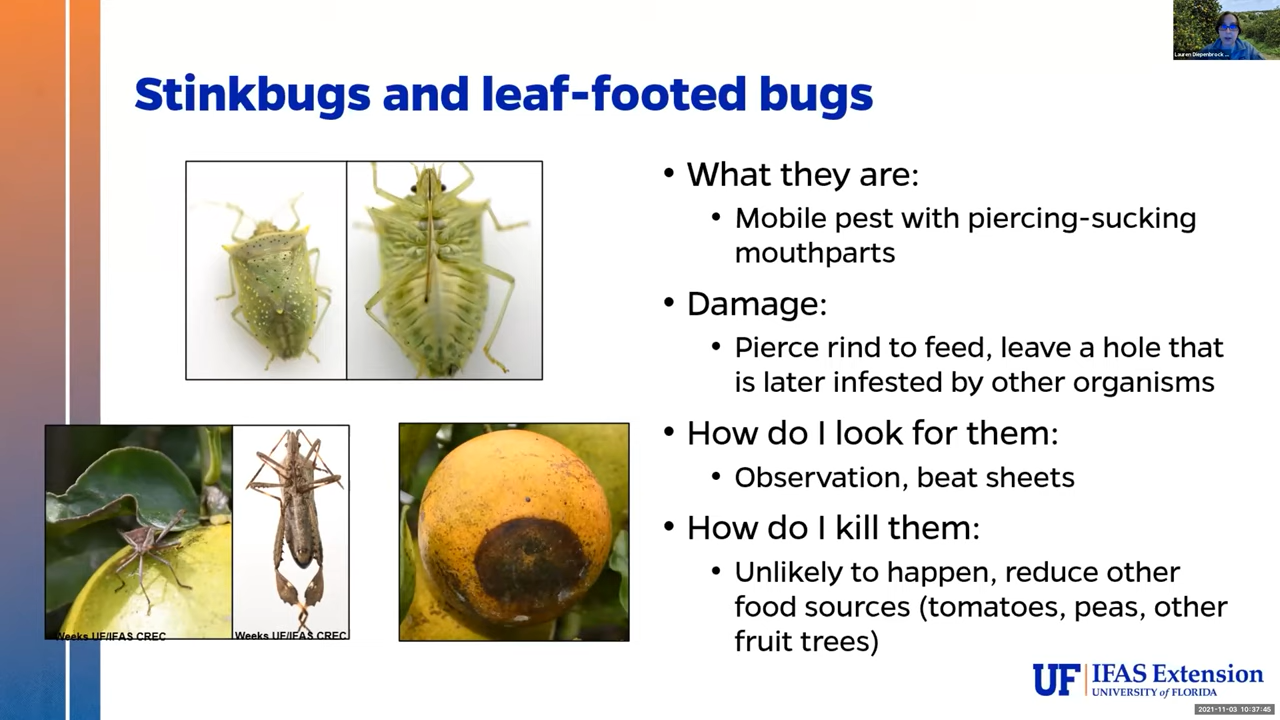 Lauren Diepenbrock ...
Stinkbugs and leaf-footed bugs
• What they are:
• Mobile pest with piercing-sucking
mouthparts
• Damage:
• Pierce rind to feed, leave a hole that
is later infested by other organisms
• How do I look for them:
• Observation, beat sheets
• How do I kill them:
• Unlikely to happen, reduce other
food sources (tomatoes, peas, other
fruit trees)
Weeks UF/IFAS CREC
Weeks UF/IFAS CREC
UF IFAS Extension
UNIVERSITY of FLORIDA
2021-11-03 10:37:45